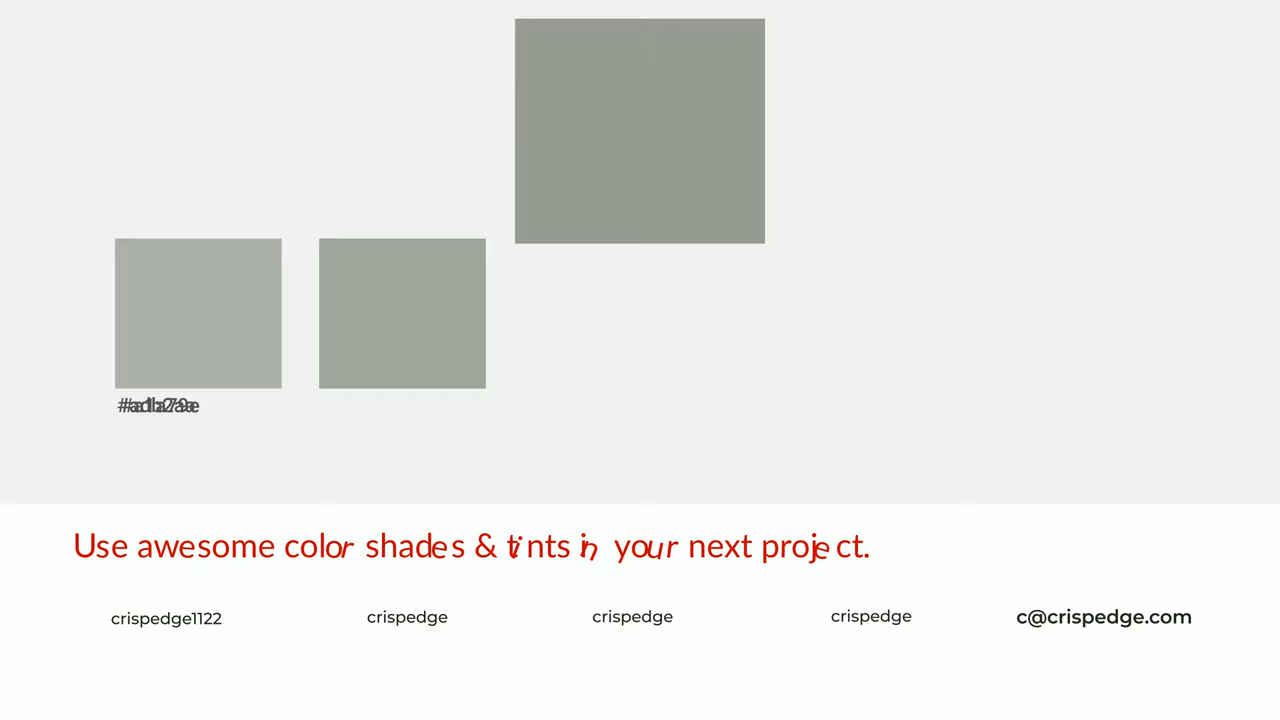 Use awesome color shades & tints in your next project.
crispedge1122 crispedge crispedge crispedge c@crispedge.com